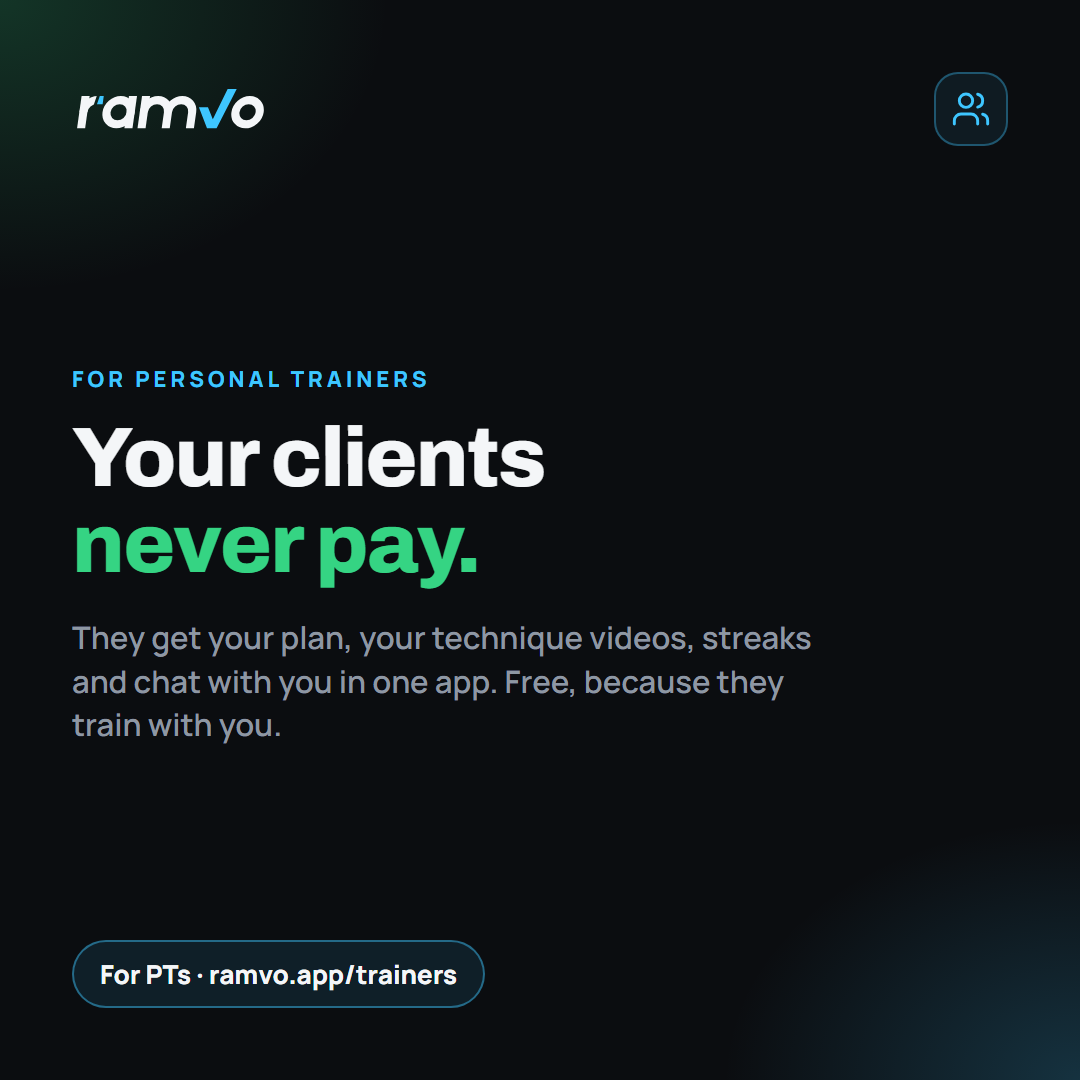 ramvo
FOR PERSONAL TRAINERS
Your clients
never pay.
They get your plan, your technique videos, streaks
and chat with you in one app. Free, because they
train with you.
For PTs · ramvo.app/trainers